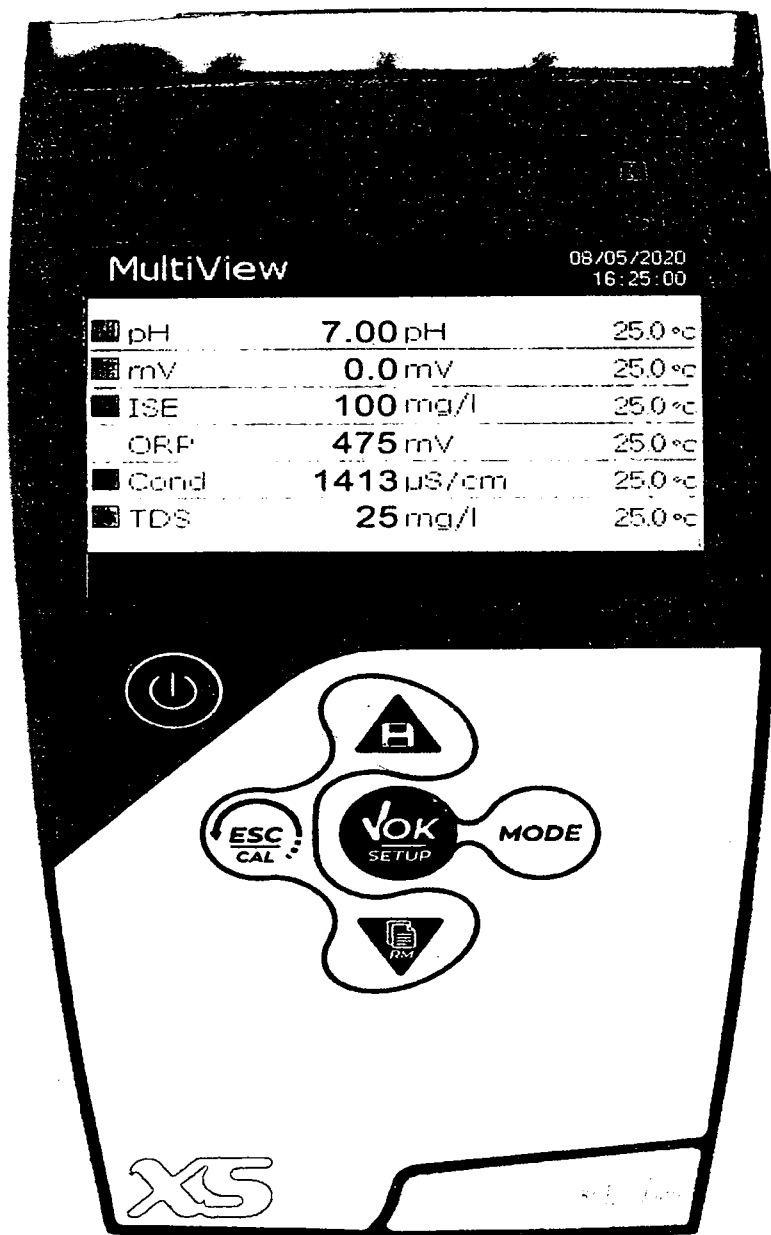 MultiView
08/05/2020
16:25:00
pH 7.00 pH 25.0 °C
mV 0.0 mV 25.0 °C
ISE 100 mg/l 25.0 °C
ORP 475 mV 25.0 °C
Cond 1413 µS/cm 25.0 °C
TDS 25 mg/l 25.0 °C
ESC
CAL
OK
SETUP
MODE
RM
XS